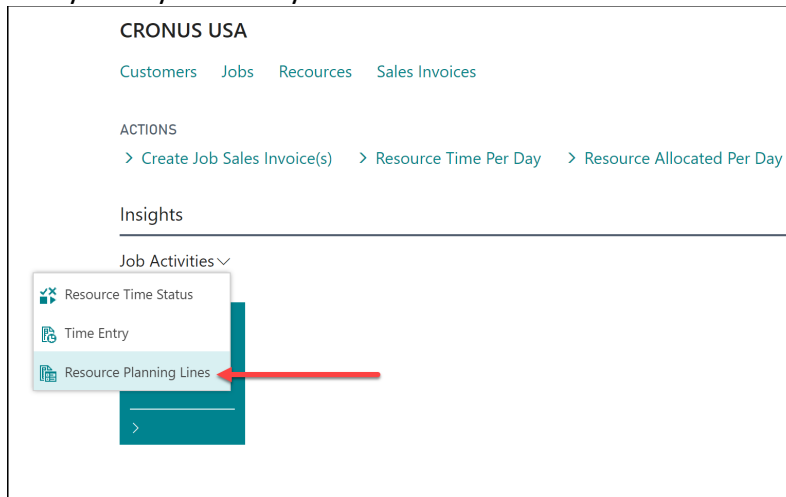 CRONUS USA
Customers Jobs Recources Sales Invoices
ACTIONS
> Create Job Sales Invoice(s) > Resource Time Per Day > Resource Allocated Per Day
Insights
Job Activities
Resource Time Status
Time Entry
Resource Planning Lines
>